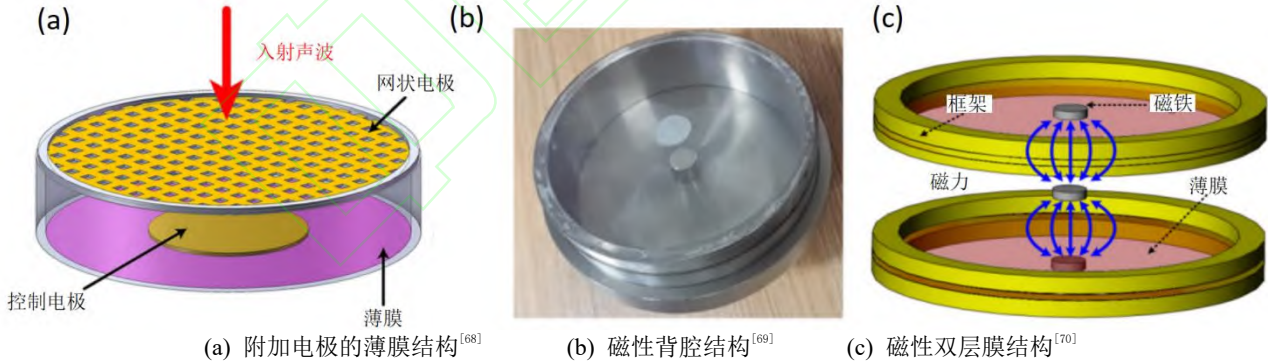 (a)
(b)
(c)
入射声波
网状电极
控制电极
薄膜
框架
磁铁
磁力
薄膜
(a) 附加电极的薄膜结构[68] (b) 磁性背腔结构[69] (c) 磁性双层膜结构[70]